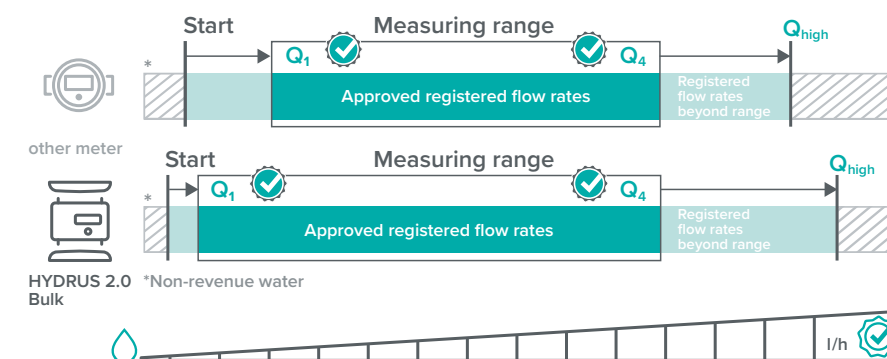 Start
Measuring range
Qhigh
*
Q1
Q4
Approved registered flow rates
Registered
flow rates
beyond range
other meter
Start
Measuring range
Qhigh
*
Q1
Q4
Approved registered flow rates
Registered
flow rates
beyond range
HYDRUS 2.0
Bulk
*Non-revenue water
l/h